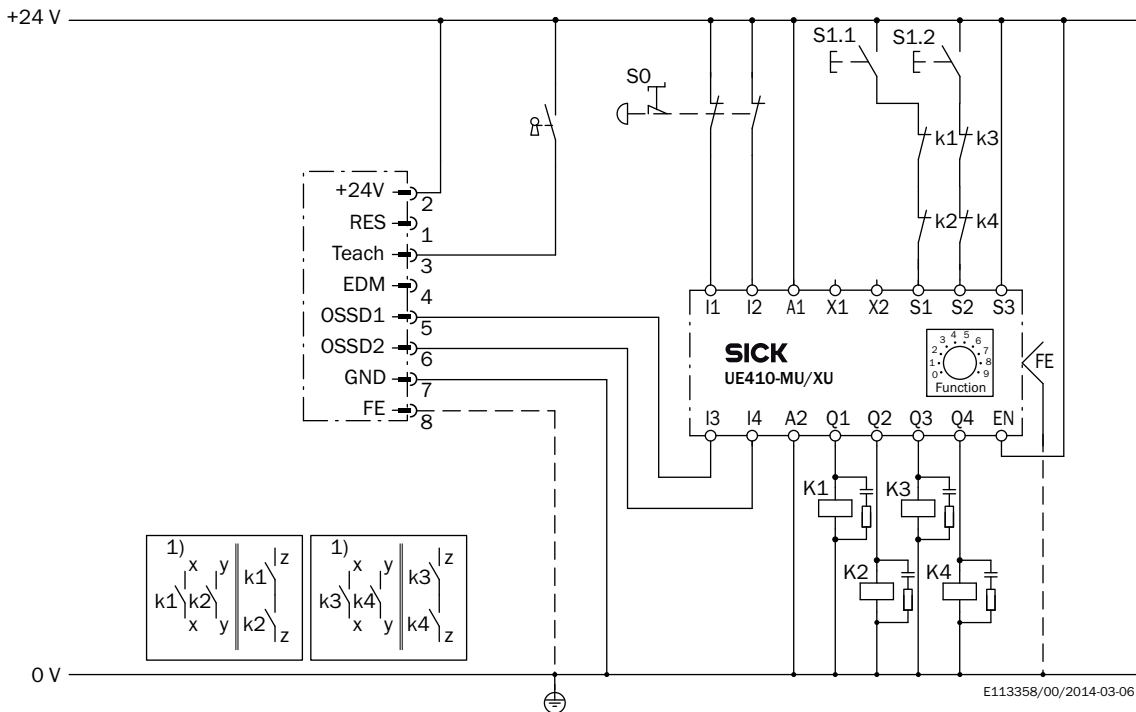 +24 V
S1.1
S1.2
S0
k1
k3
k2
k4
+24V
2
RES
1
Teach
3
EDM
4
OSSD1
5
OSSD2
6
GND
7
FE
8
I1
I2
A1
X1
X2
S1
S2
S3
SICK
UE410-MU/XU
0
1
2
3
4
5
6
7
8
9
Function
FE
I3
I4
A2
Q1
Q2
Q3
Q4
EN
K1
K3
K2
K4
1)
x
y
z
k1
k2
k1
x
y
k2
z
1)
x
y
z
k3
k4
k3
x
y
k4
z
0 V
E113358/00/2014-03-06